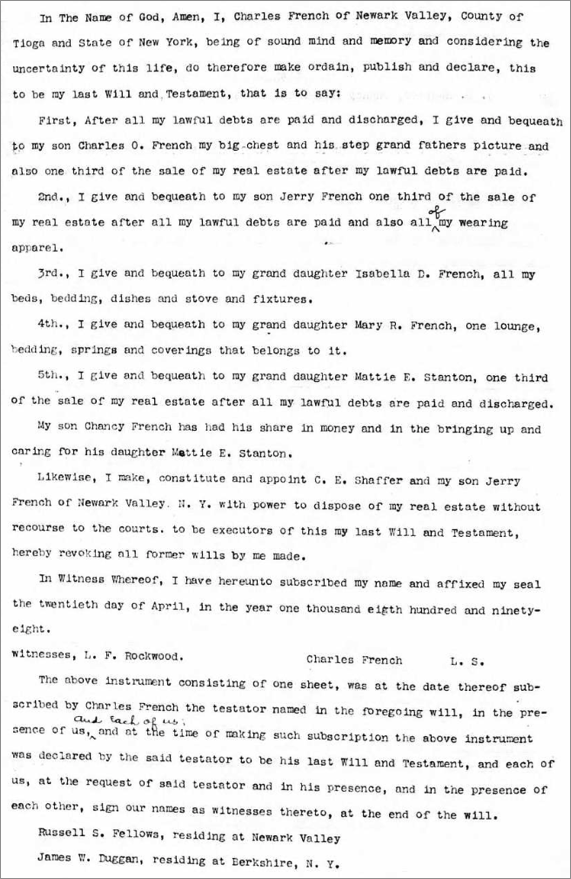 In The Name of God, Amen, I, Charles French of Newark Valley, County of
Tioga and State of New York, being of sound mind and memory and considering the
uncertainty of this life, do therefore make ordain, publish and declare, this
to be my last Will and Testament, that is to say:
First, After all my lawful debts are paid and discharged, I give and bequeath
to my son Charles O. French my big chest and his step grand fathers picture and
also one third of the sale of my real estate after my lawful debts are paid.
2nd., I give and bequeath to my son Jerry French one third of the sale of
my real estate after all my lawful debts are paid and also all of my wearing
apparel.
3rd., I give and bequeath to my grand daughter Isabella D. French, all my
beds, bedding, dishes and stove and fixtures.
4th., I give and bequeath to my grand daughter Mary R. French, one lounge,
bedding, springs and coverings that belongs to it.
5th., I give and bequeath to my grand daughter Mattie E. Stanton, one third
of the sale of my real estate after all my lawful debts are paid and discharged.
My son Chancy French has had his share in money and in the bringing up and
caring for his daughter Mattie E. Stanton.
Likewise, I make, constitute and appoint C. E. Shaffer and my son Jerry
French of Newark Valley. N. Y. with power to dispose of my real estate without
recourse to the courts. to be executors of this my last Will and Testament,
hereby revoking all former wills by me made.
In Witness Whereof, I have hereunto subscribed my name and affixed my seal
the twentieth day of April, in the year one thousand eigth hundred and ninety-
eight.
witnesses, L. F. Rockwood. Charles French L. S.
The above instrument consisting of one sheet, was at the date thereof sub-
scribed by Charles French the testator named in the foregoing will, in the pre-
sence of us, and each of us, and at the time of making such subscription the above instrument
was declared by the said testator to be his last Will and Testament, and each of
us, at the request of said testator and in his presence, and in the presence of
each other, sign our names as witnesses thereto, at the end of the will.
Russell S. Fellows, residing at Newark Valley
James W. Duggan, residing at Berkshire, N. Y.